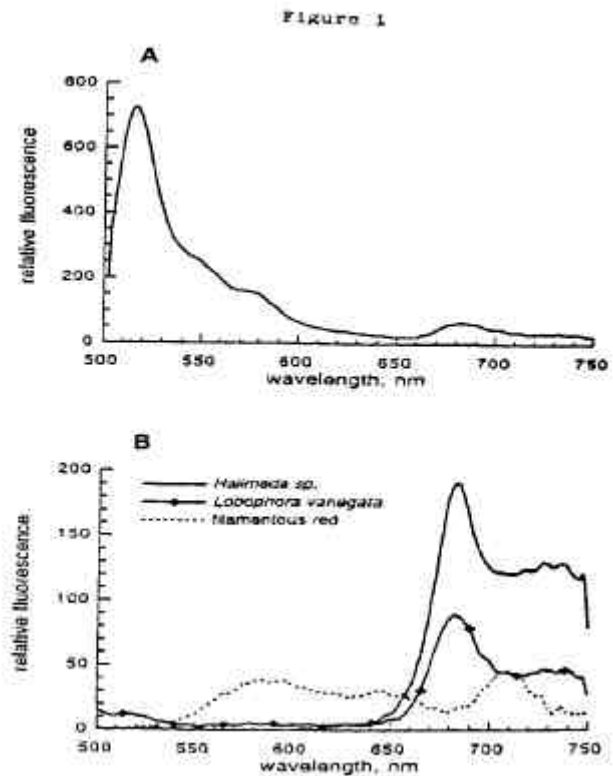 Figure 1
A
800
600
400
200
0
relative fluorescence
500 550 600 650 700 750
wavelength, nm
B
200
150
100
50
0
relative fluorescence
Halimeda sp.
Lobophora variegata
filamentous red
500 550 600 650 700 750
wavelength, nm